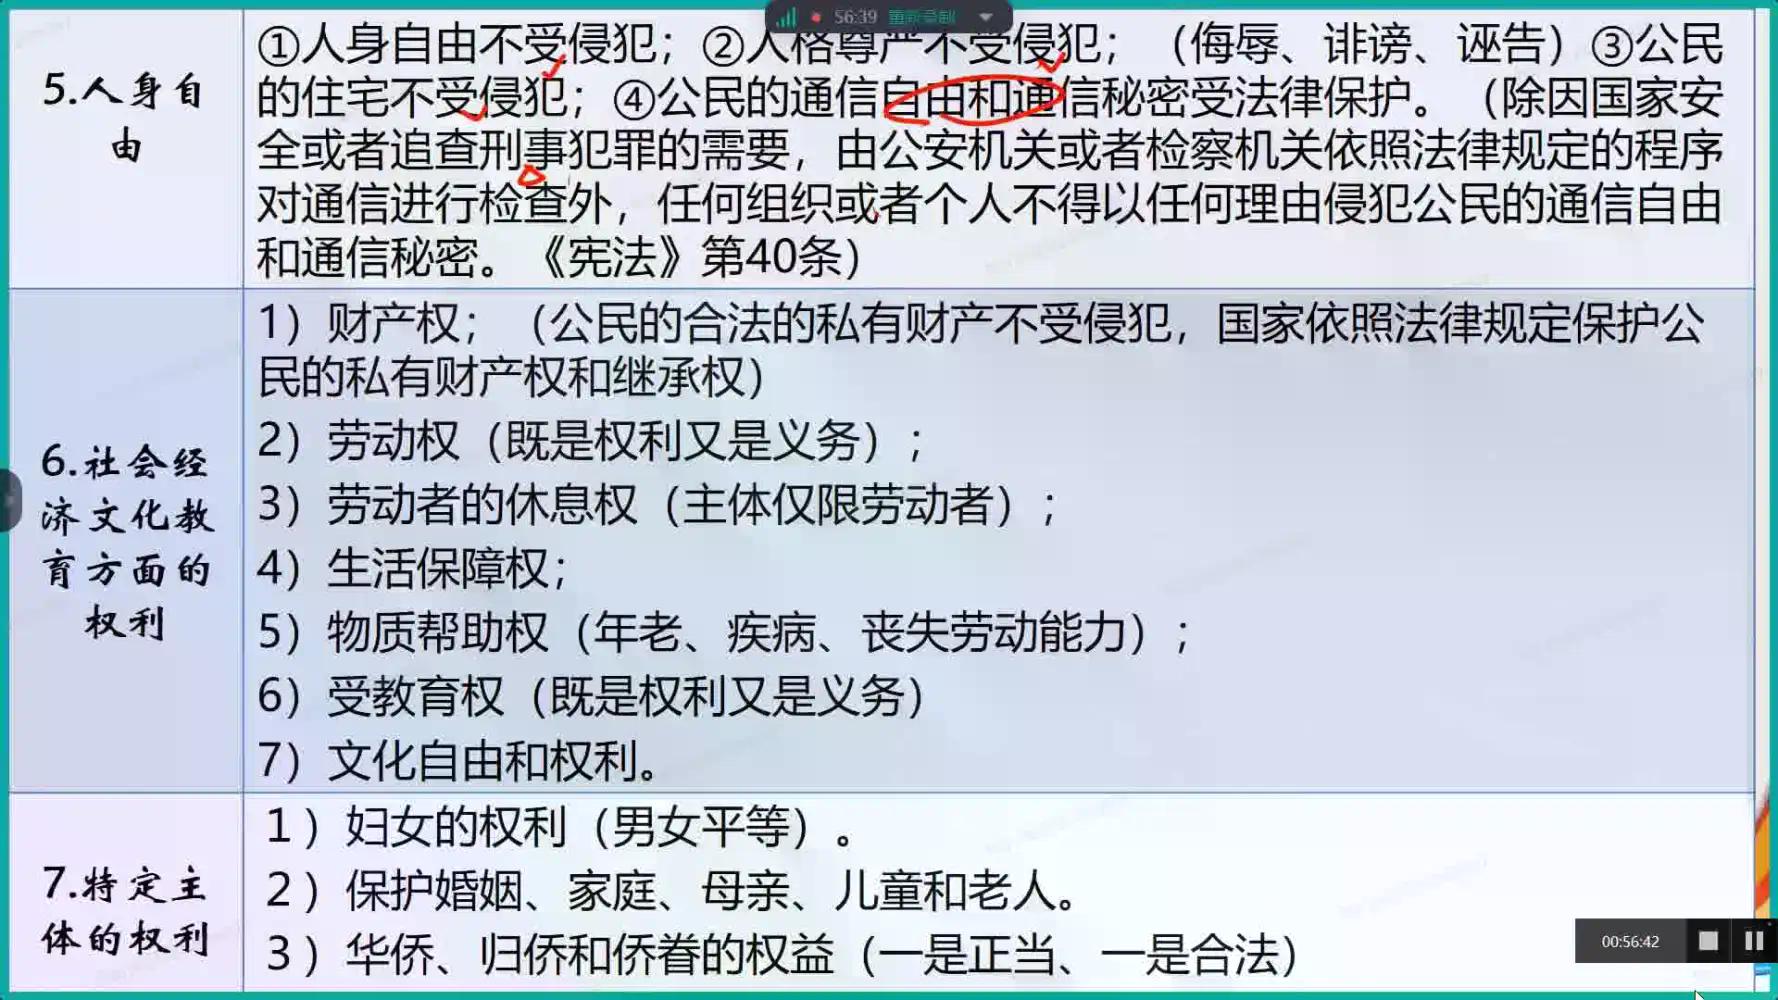 56:39 重新录制
5.人身自
由
①人身自由不受侵犯；②人格尊严不受侵犯；（侮辱、诽谤、诬告）③公民
的住宅不受侵犯；④公民的通信自由和通信秘密受法律保护。（除因国家安
全或者追查刑事犯罪的需要，由公安机关或者检察机关依照法律规定的程序
对通信进行检查外，任何组织或者个人不得以任何理由侵犯公民的通信自由
和通信秘密。《宪法》第40条）
6.社会经
济文化教
育方面的
权利
1）财产权；（公民的合法的私有财产不受侵犯，国家依照法律规定保护公
民的私有财产权和继承权）
2）劳动权（既是权利又是义务）；
3）劳动者的休息权（主体仅限劳动者）；
4）生活保障权；
5）物质帮助权（年老、疾病、丧失劳动能力）；
6）受教育权（既是权利又是义务）
7）文化自由和权利。
7.特定主
体的权利
1）妇女的权利（男女平等）。
2）保护婚姻、家庭、母亲、儿童和老人。
3）华侨、归侨和侨眷的权益（一是正当、一是合法）
00:56:42